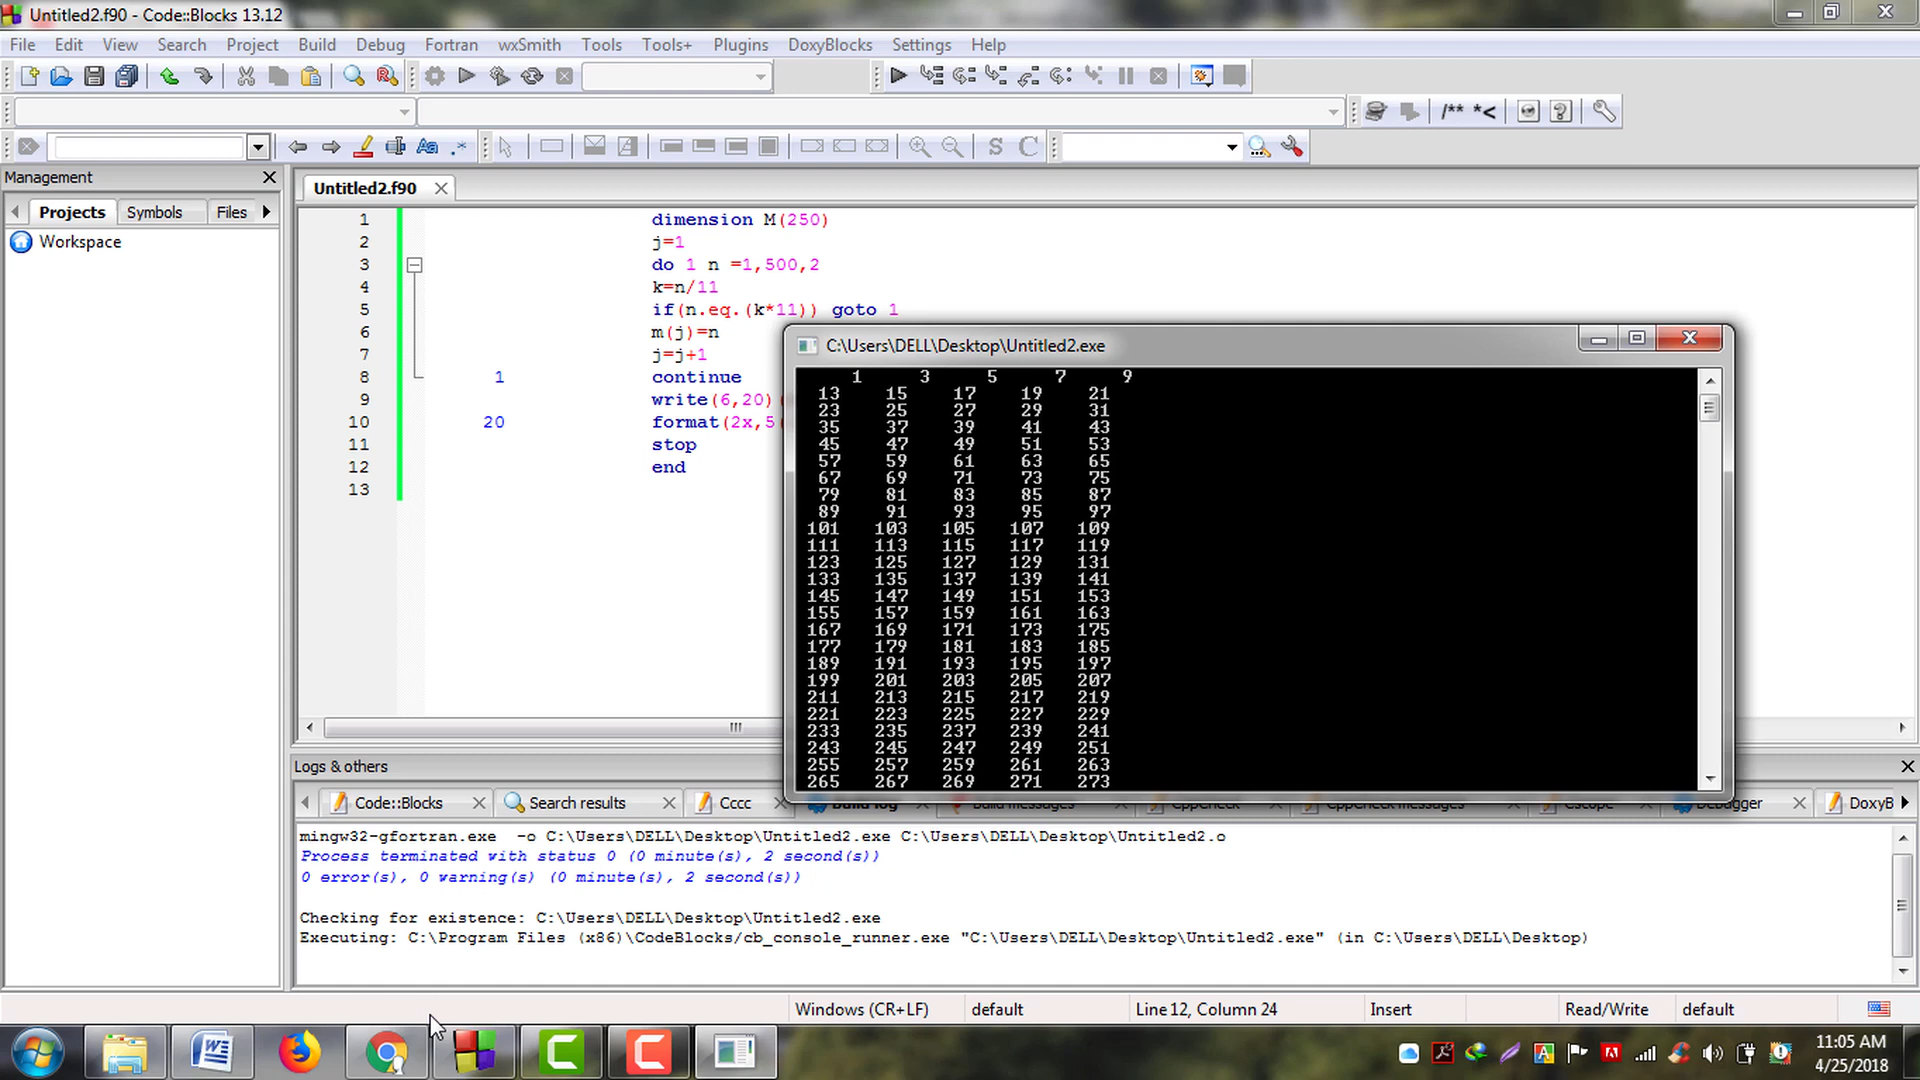 Untitled2.f90 - Code::Blocks 13.12
File Edit View Search Project Build Debug Fortran wxSmith Tools Tools+ Plugins DoxyBlocks Settings Help
/** *<
Management
Projects Symbols Files
Workspace
Untitled2.f90
1 dimension M(250)
2 j=1
3 do 1 n =1,500,2
4 k=n/11
5 if(n.eq.(k*11)) goto 1
6 m(j)=n
7 j=j+1
8 1 continue
9 write(6,20)
10 20 format(2x,5
11 stop
12 end
13
C:\Users\DELL\Desktop\Untitled2.exe
1 3 5 7 9
13 15 17 19 21
23 25 27 29 31
35 37 39 41 43
45 47 49 51 53
57 59 61 63 65
67 69 71 73 75
79 81 83 85 87
89 91 93 95 97
101 103 105 107 109
111 113 115 117 119
123 125 127 129 131
133 135 137 139 141
145 147 149 151 153
155 157 159 161 163
167 169 171 173 175
177 179 181 183 185
189 191 193 195 197
199 201 203 205 207
211 213 215 217 219
221 223 225 227 229
233 235 237 239 241
243 245 247 249 251
255 257 259 261 263
265 267 269 271 273
Logs & others
Code::Blocks Search results Cccc Build log Build messages CppCheck CppCheck messages Cscope Debugger DoxyB
mingw32-gfortran.exe -o C:\Users\DELL\Desktop\Untitled2.exe C:\Users\DELL\Desktop\Untitled2.o
Process terminated with status 0 (0 minute(s), 2 second(s))
0 error(s), 0 warning(s) (0 minute(s), 2 second(s))
Checking for existence: C:\Users\DELL\Desktop\Untitled2.exe
Executing: C:\Program Files (x86)\CodeBlocks/cb_console_runner.exe "C:\Users\DELL\Desktop\Untitled2.exe" (in C:\Users\DELL\Desktop)
Windows (CR+LF) default Line 12, Column 24 Insert Read/Write default
11:05 AM
4/25/2018